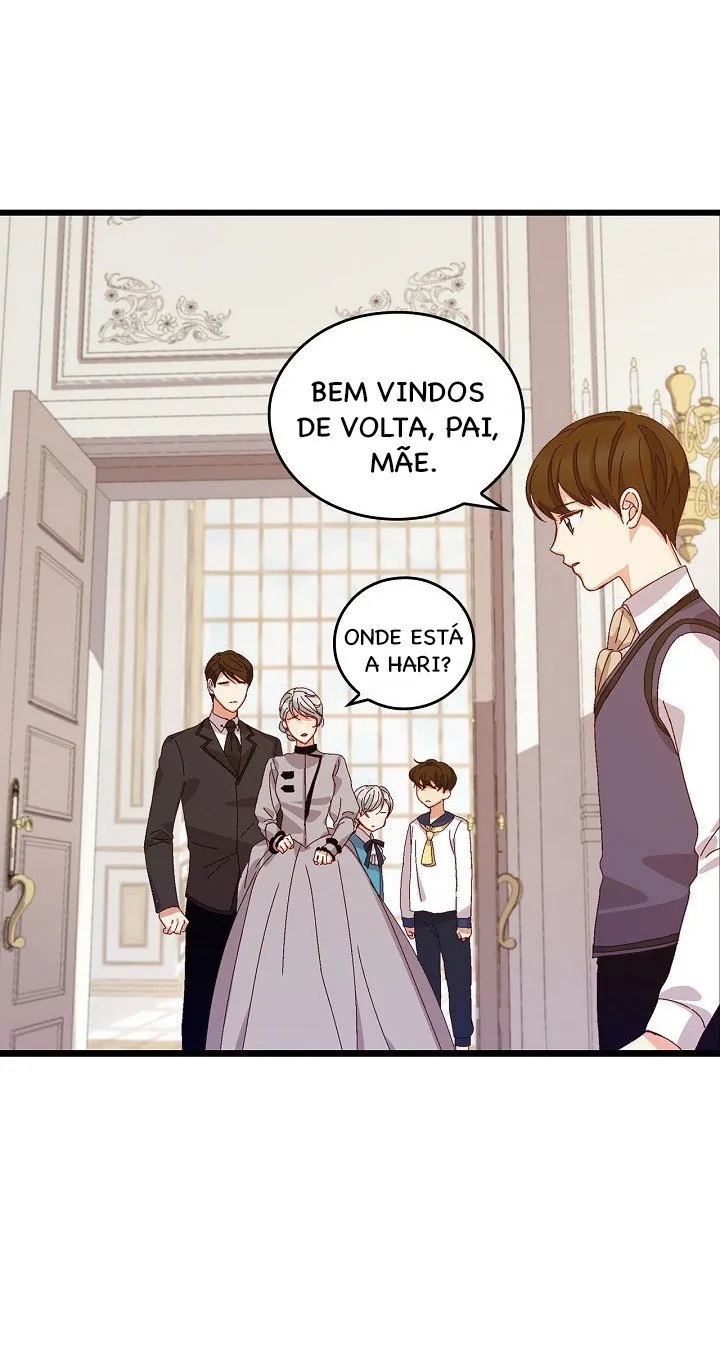 BEM VINDOS
DE VOLTA, PAI,
MÃE.
ONDE ESTÁ
A HARI?